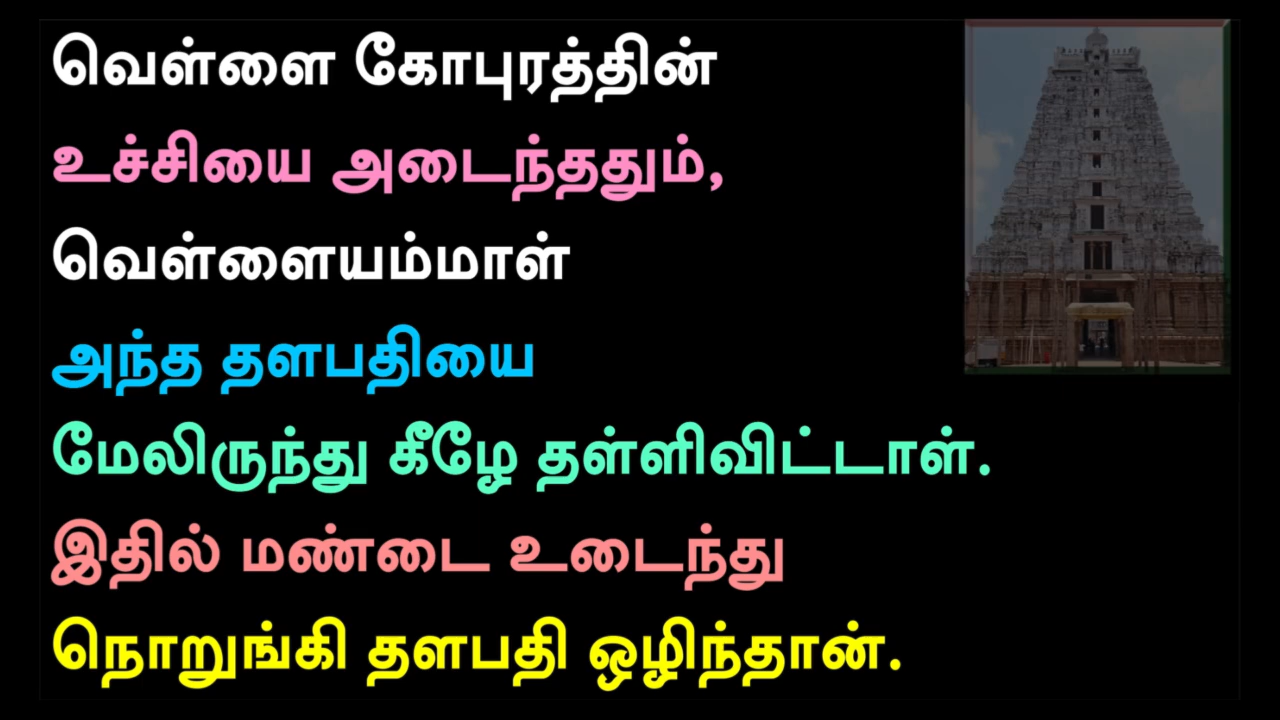 வெள்ளை கோபுரத்தின்
உச்சியை அடைந்ததும்,
வெள்ளையம்மாள்
அந்த தளபதியை
மேலிருந்து கீழே தள்ளிவிட்டாள்.
இதில் மண்டை உடைந்து
நொறுங்கி தளபதி ஒழிந்தான்.